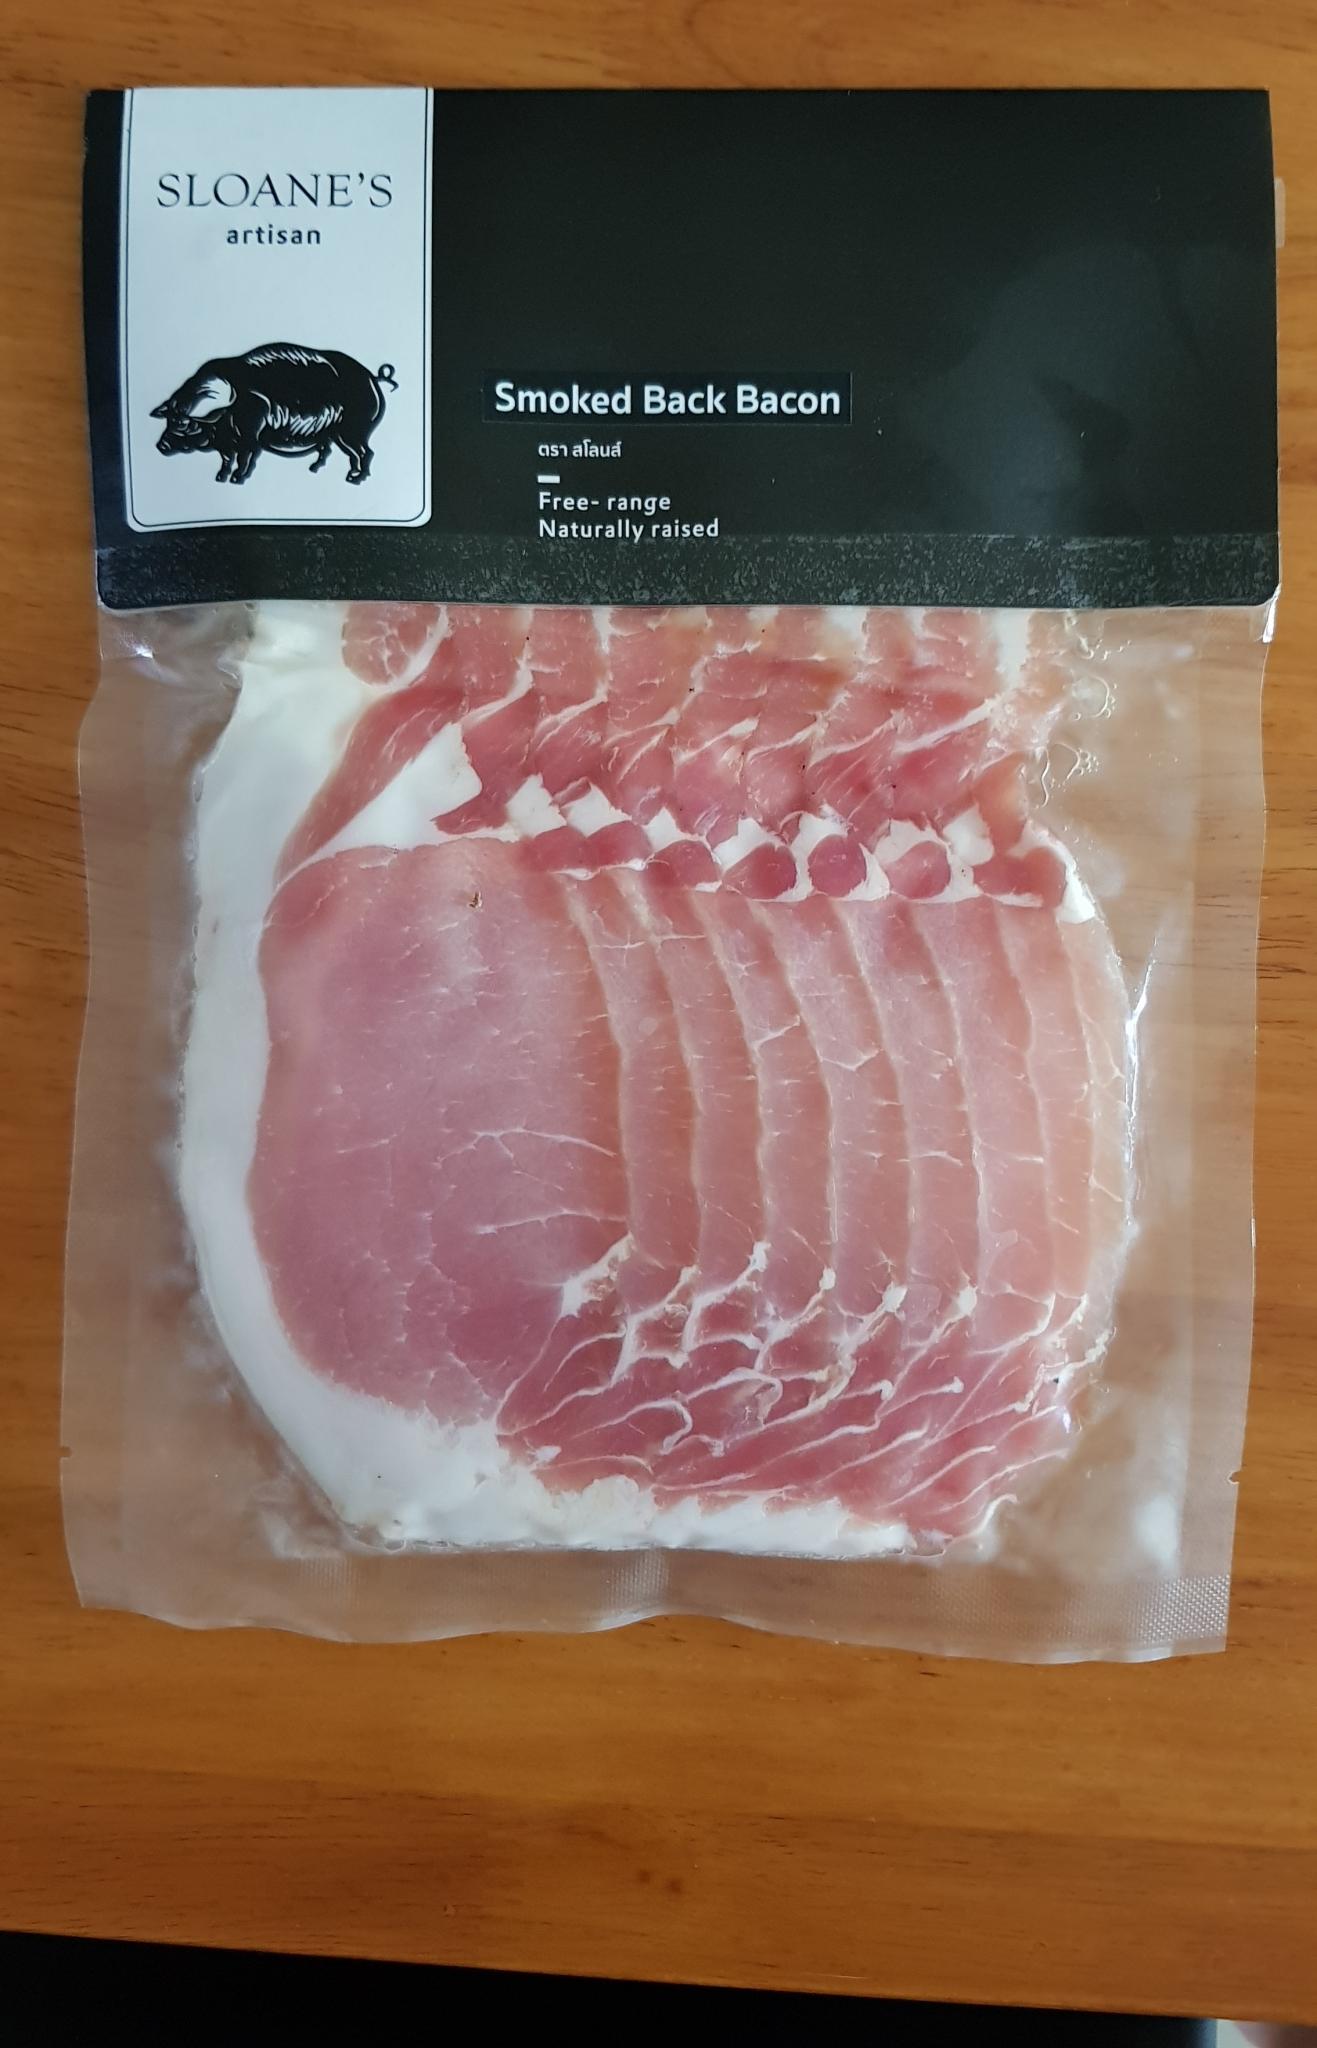 SLOANE'S
artisan
Smoked Back Bacon
ตรา สโลนส์
Free- range
Naturally raised